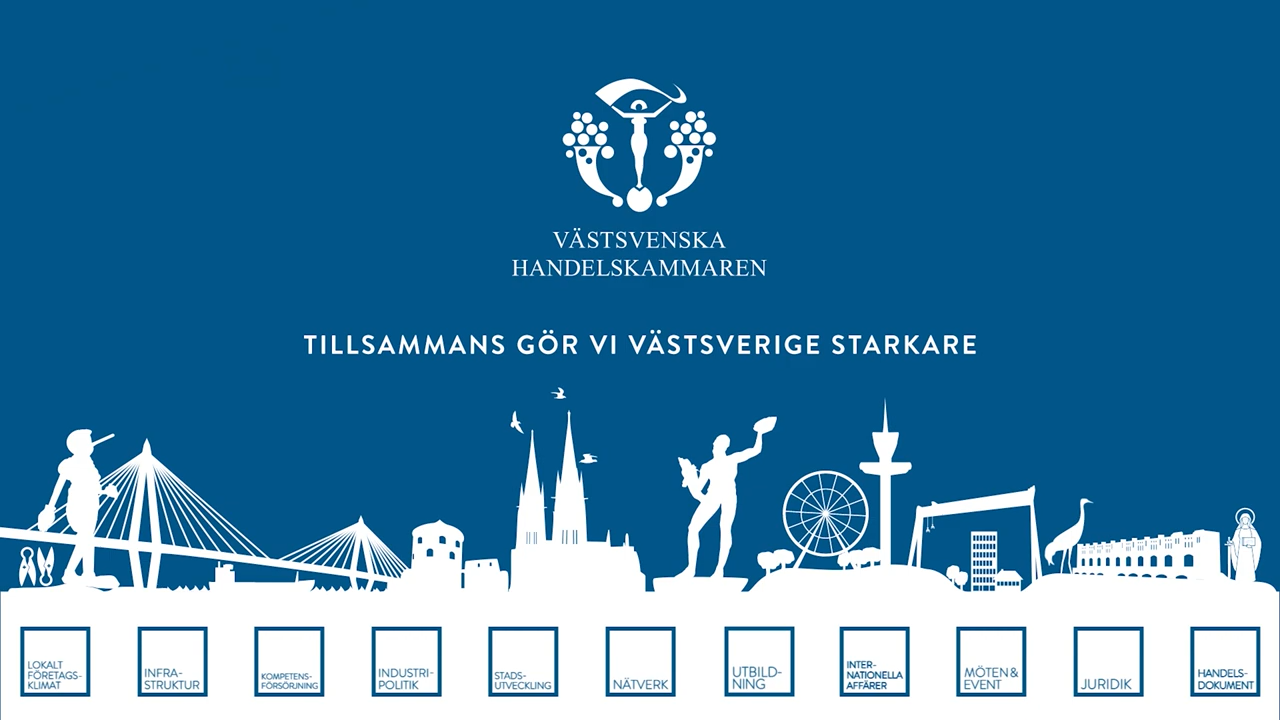 VÄSTSVENSKA
HANDELSKAMMAREN
TILLSAMMANS GÖR VI VÄSTSVERIGE STARKARE
LOKALT
FÖRETAGS-
KLIMAT
INFRA-
STRUKTUR
KOMPETENS-
FÖRSÖRJNING
INDUSTRI-
POLITIK
STADS-
UTVECKLING
NÄTVERK
UTBILD-
NING
INTER-
NATIONELLA
AFFÄRER
MÖTEN &
EVENT
JURIDIK
HANDELS-
DOKUMENT